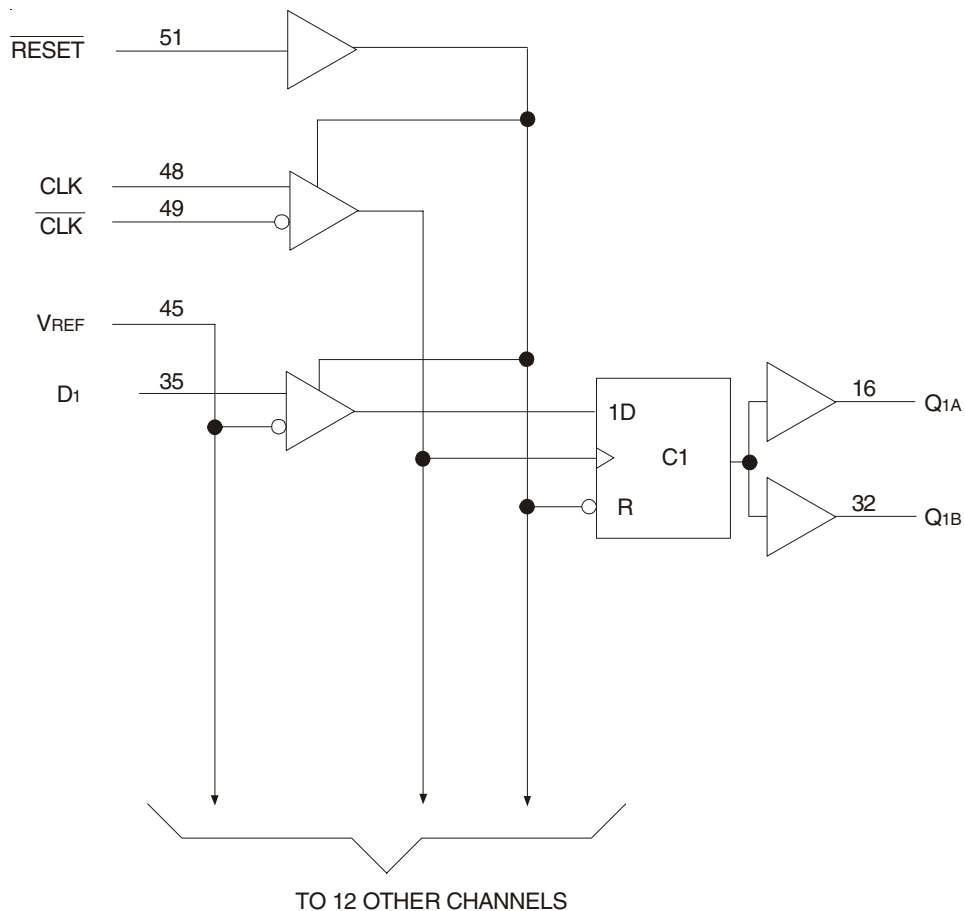 RESET 51
CLK 48
CLK 49
VREF 45
D1 35
1D
C1
R
16 Q1A
32 Q1B
TO 12 OTHER CHANNELS